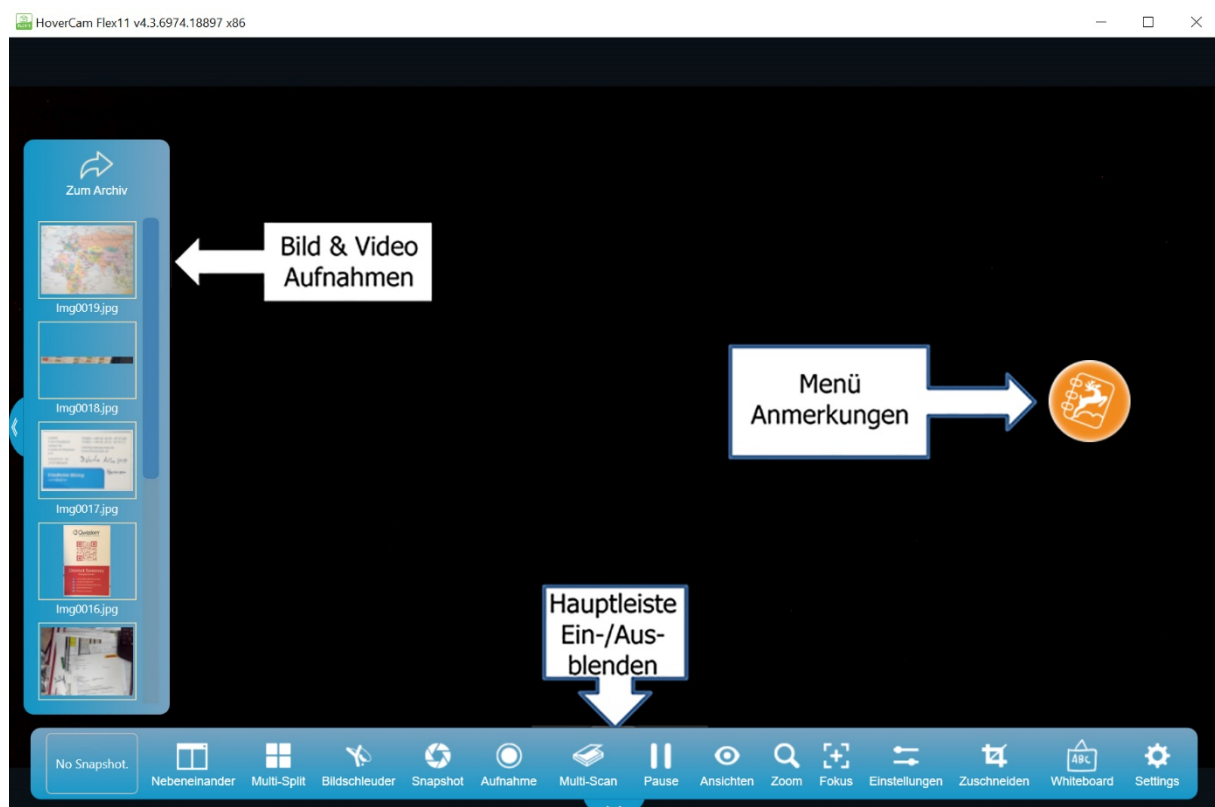 HoverCam Flex11 v4.3.6974.18897 x86
Zum Archiv
Img0019.jpg
Img0018.jpg
Img0017.jpg
Img0016.jpg
Bild & Video
Aufnahmen
Menü
Anmerkungen
Hauptleiste
Ein-/Aus-
blenden
No Snapshot.
Nebeneinander
Multi-Split
Bildschleuder
Snapshot
Aufnahme
Multi-Scan
Pause
Ansichten
Zoom
Fokus
Einstellungen
Zuschneiden
ABC
Whiteboard
Settings